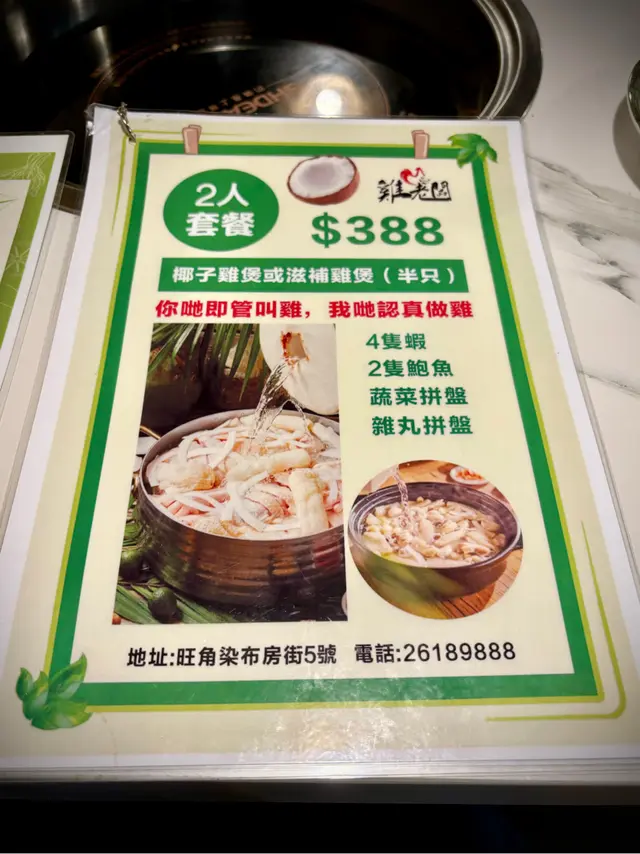 2人
套餐
雞老闆
$388
椰子雞煲或滋補雞煲（半只）
你哋即管叫雞，我哋認真做雞
4隻蝦
2隻鮑魚
蔬菜拼盤
雜丸拼盤
地址:旺角染布房街5號 電話:26189888